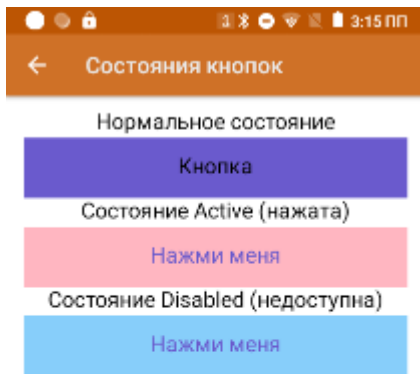 3:15 ПП
Состояния кнопок
Нормальное состояние
Кнопка
Состояние Active (нажата)
Нажми меня
Состояние Disabled (недоступна)
Нажми меня